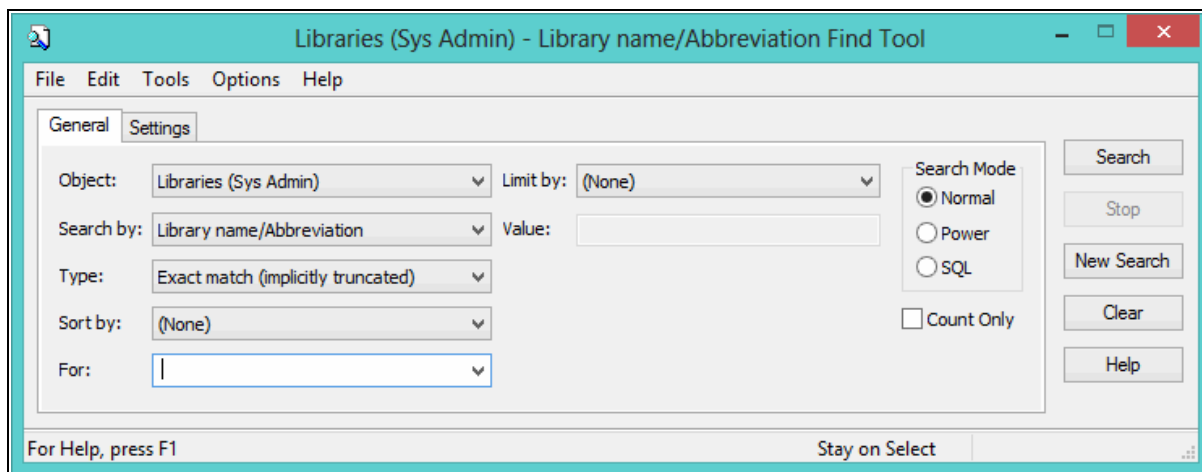 Libraries (Sys Admin) - Library name/Abbreviation Find Tool
File Edit Tools Options Help
General Settings
Object: Libraries (Sys Admin) Limit by: (None) Search Mode Search
Normal
Search by: Library name/Abbreviation Value: Power Stop
Type: Exact match (implicitly truncated) SQL New Search
Sort by: (None) Count Only Clear
For: Help
For Help, press F1 Stay on Select